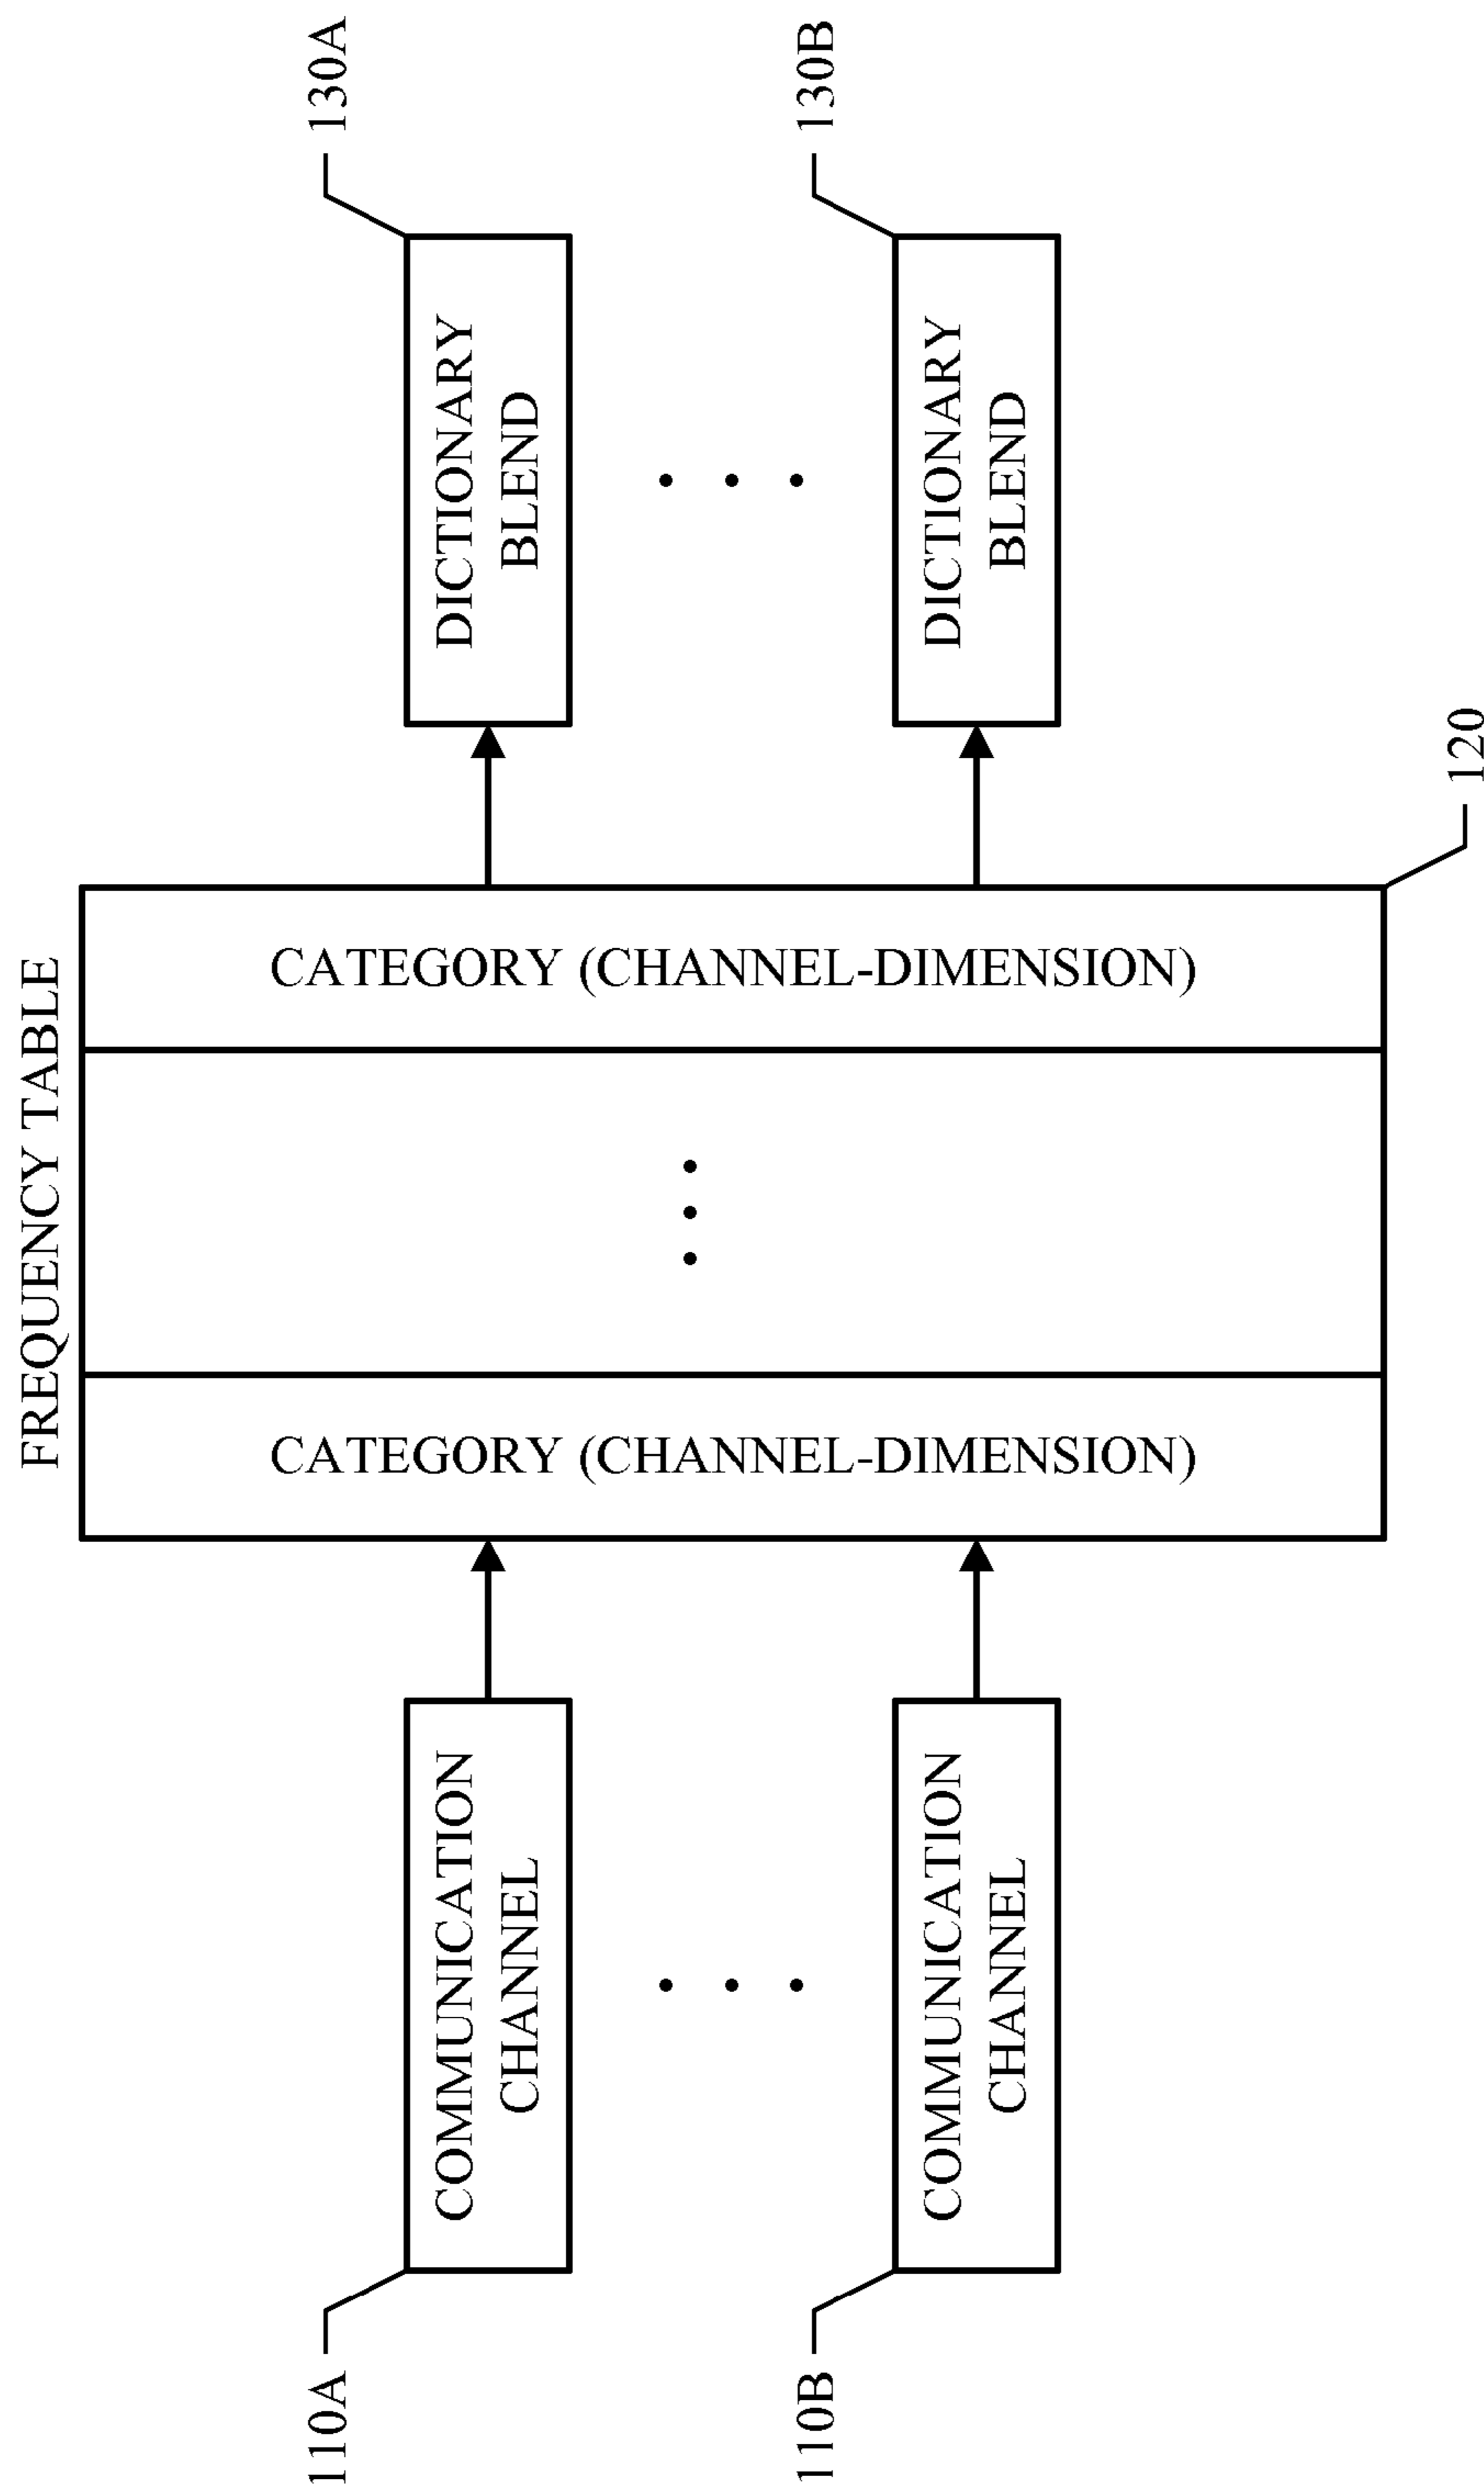 FREQUENCY TABLE
110A
COMMUNICATION
CHANNEL
110B
COMMUNICATION
CHANNEL
CATEGORY (CHANNEL-DIMENSION)
CATEGORY (CHANNEL-DIMENSION)
120
130A
DICTIONARY
BLEND
130B
DICTIONARY
BLEND